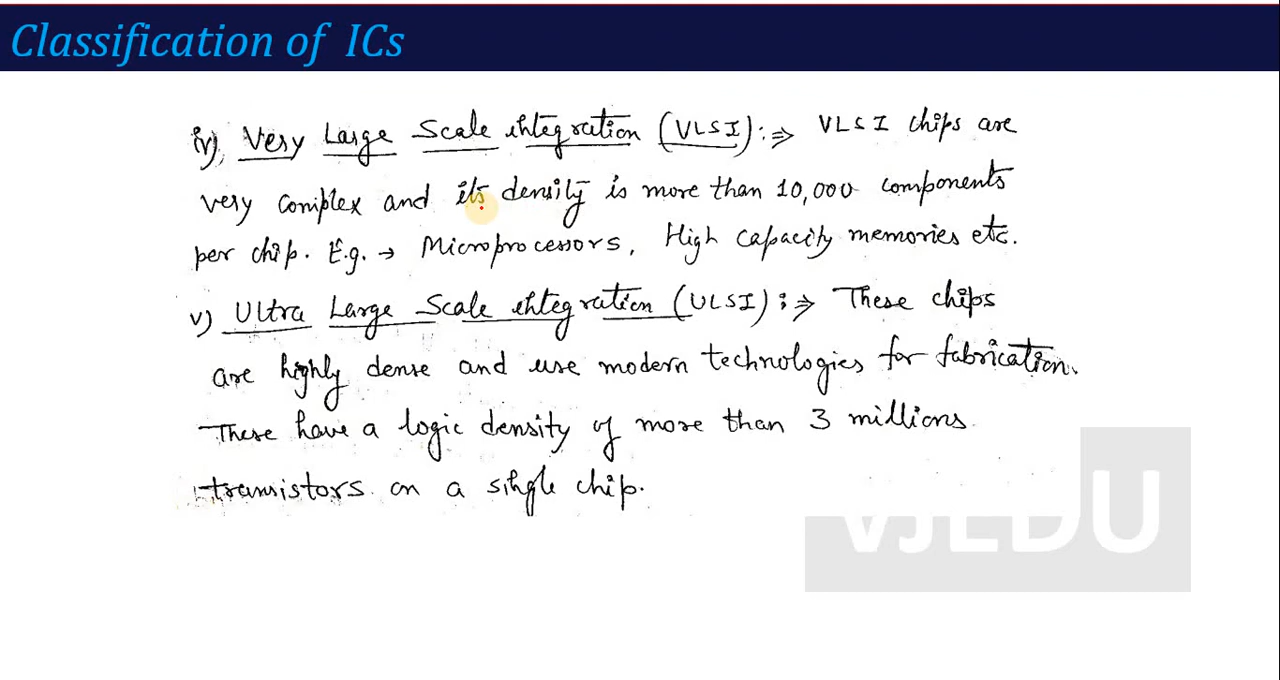 Classification of ICs
iv), Very Large Scale integration (VLSI):⇒ VLSI chips are
very complex and its density is more than 10,000 components
per chip. E.g. → Microprocessors, High capacity memories etc.
v) Ultra Large Scale integration (ULSI):⇒ These chips
are highly dense and use modern technologies for fabrication.
These have a logic density of more than 3 millions
transistors on a single chip.
VJEDU